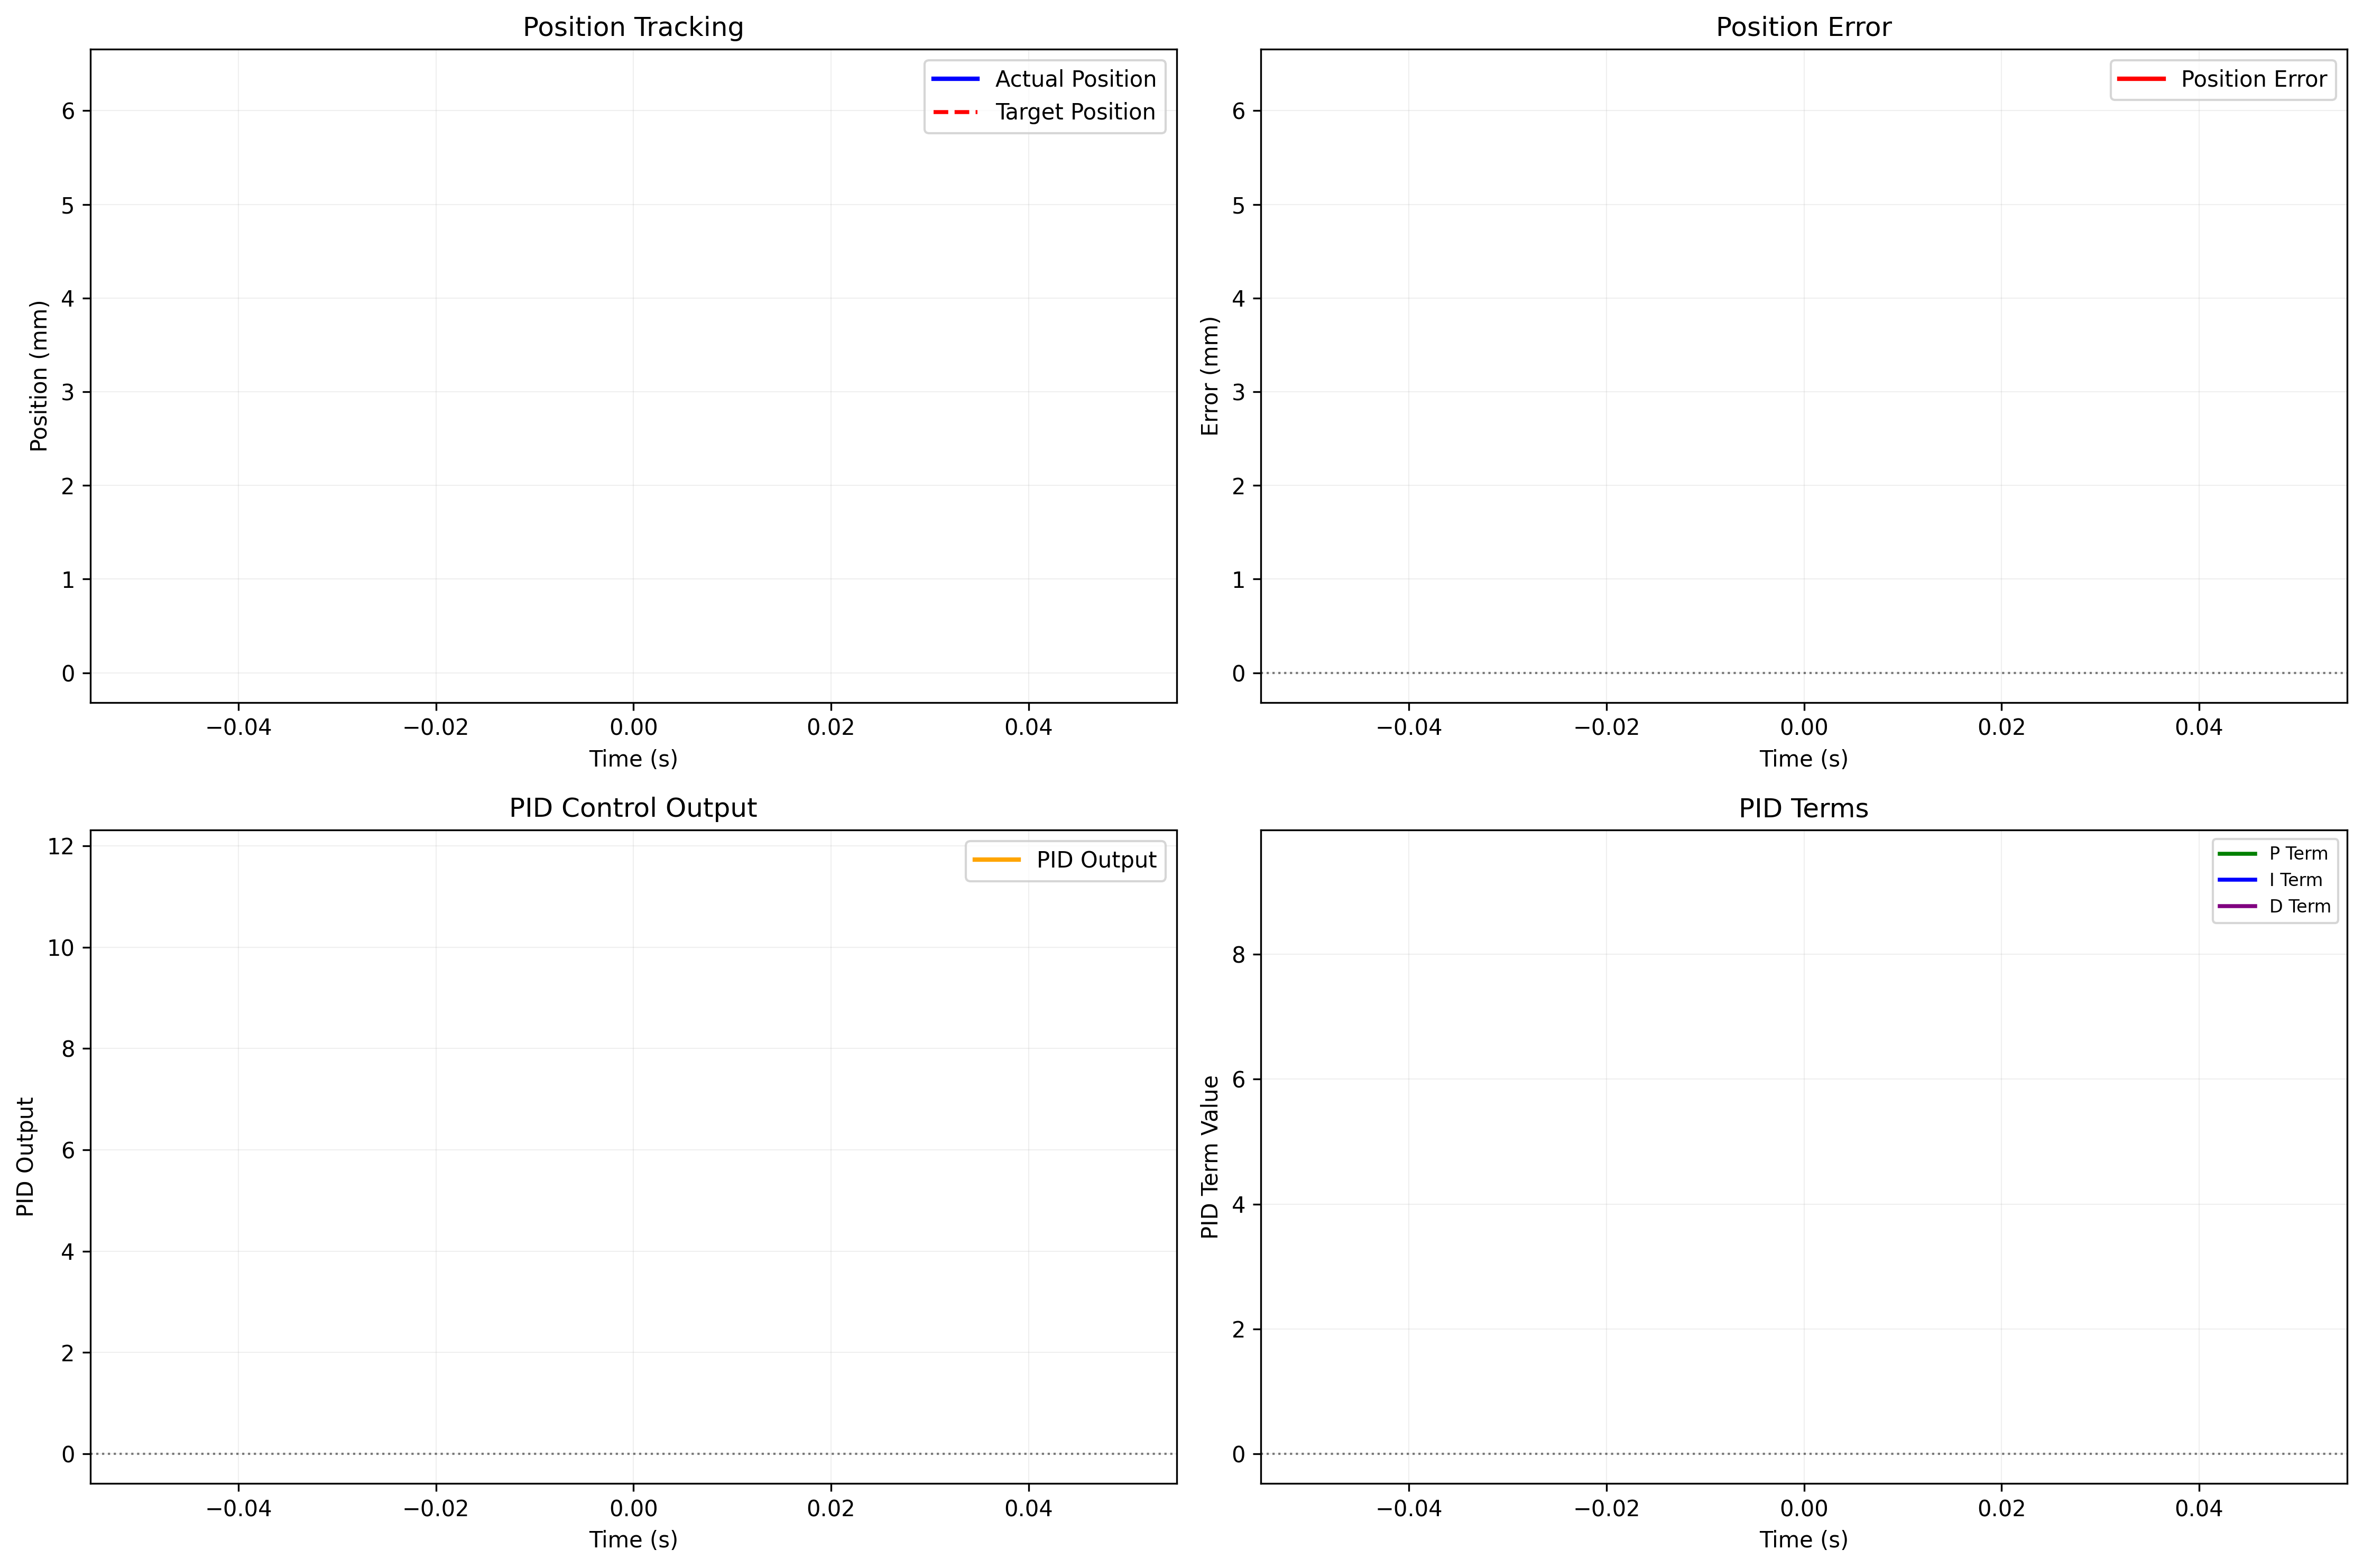 Position Tracking
Position (mm)
6
5
4
3
2
1
0
Actual Position
Target Position
−0.04 −0.02 0.00 0.02 0.04
Time (s)
Position Error
Error (mm)
6
5
4
3
2
1
0
Position Error
−0.04 −0.02 0.00 0.02 0.04
Time (s)
PID Control Output
PID Output
12
10
8
6
4
2
0
PID Output
−0.04 −0.02 0.00 0.02 0.04
Time (s)
PID Terms
PID Term Value
8
6
4
2
0
P Term
I Term
D Term
−0.04 −0.02 0.00 0.02 0.04
Time (s)